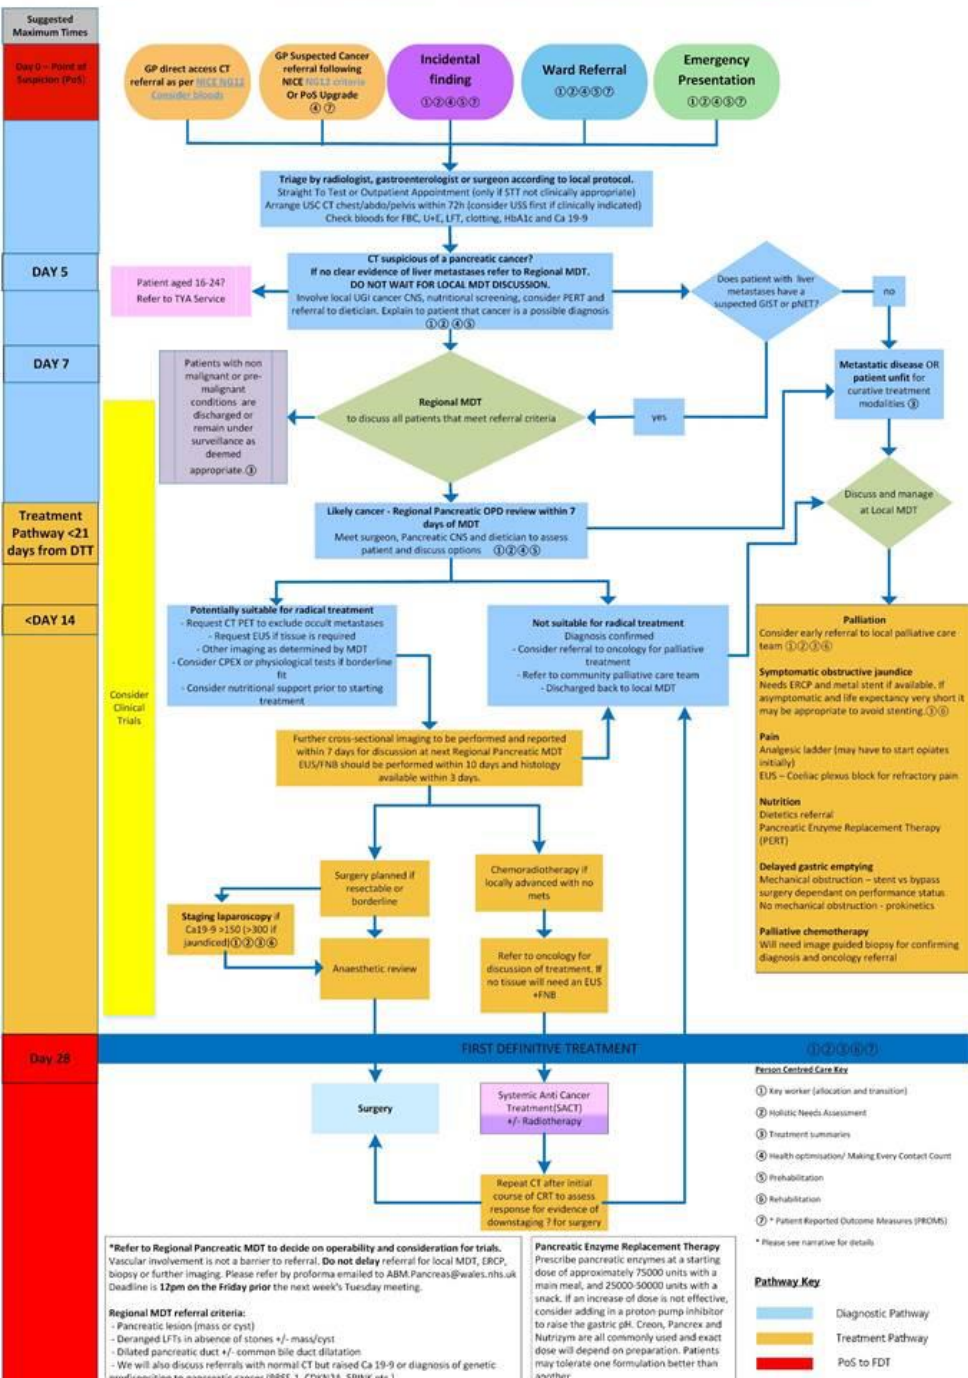 Suggested
Maximum Times
Day 0 – Point of
Suspicion (PoS)
GP direct access CT
referral as per NICE NG12
Consider bloods
GP Suspected Cancer
referral following
NICE NG12 criteria
Or PoS Upgrade
④⑦
Incidental
finding
①②④⑤⑦
Ward Referral
①②④⑤⑦
Emergency
Presentation
①②④⑤⑦
Triage by radiologist, gastroenterologist or surgeon according to local protocol.
Straight To Test or Outpatient Appointment (only if STT not clinically appropriate)
Arrange USC CT chest/abdo/pelvis within 72h (consider USS first if clinically indicated)
Check bloods for FBC, U+E, LFT, clotting, HbA1c and Ca 19-9
DAY 5
Patient aged 16-24?
Refer to TYA Service
CT suspicious of a pancreatic cancer?
If no clear evidence of liver metastases refer to Regional MDT.
DO NOT WAIT FOR LOCAL MDT DISCUSSION.
Involve local UGI cancer CNS, nutritional screening, consider PERT and
referral to dietician. Explain to patient that cancer is a possible diagnosis
①②④⑤
Does patient with liver
metastases have a
suspected GIST or pNET?
no
DAY 7
Patients with non
malignant or pre-
malignant
conditions are
discharged or
remain under
surveillance as
deemed
appropriate.③
Regional MDT
to discuss all patients that meet referral criteria
yes
Metastatic disease OR
patient unfit for
curative treatment
modalities ③
Discuss and manage
at Local MDT
Treatment
Pathway <21
days from DTT
Likely cancer - Regional Pancreatic OPD review within 7
days of MDT
Meet surgeon, Pancreatic CNS and dietician to assess
patient and discuss options ①②④⑤
<DAY 14
Potentially suitable for radical treatment
- Request CT PET to exclude occult metastases
- Request EUS if tissue is required
- Other imaging as determined by MDT
- Consider CPEX or physiological tests if borderline
fit
- Consider nutritional support prior to starting
treatment
Not suitable for radical treatment
Diagnosis confirmed
- Consider referral to oncology for palliative
treatment
- Refer to community palliative care team
- Discharged back to local MDT
Consider
Clinical
Trials
Further cross-sectional imaging to be performed and reported
within 7 days for discussion at next Regional Pancreatic MDT
EUS/FNB should be performed within 10 days and histology
available within 3 days.
Palliation
Consider early referral to local palliative care
team ①②③⑥
Symptomatic obstructive jaundice
Needs ERCP and metal stent if available. If
asymptomatic and life expectancy very short it
may be appropriate to avoid stenting.③⑥
Pain
Analgesic ladder (may have to start opiates
initially)
EUS – Coeliac plexus block for refractory pain
Nutrition
Dietetics referral
Pancreatic Enzyme Replacement Therapy
(PERT)
Delayed gastric emptying
Mechanical obstruction – stent vs bypass
surgery dependant on performance status.
No mechanical obstruction - prokinetics
Palliative chemotherapy
Will need image guided biopsy for confirming
diagnosis and oncology referral
Surgery planned if
resectable or
borderline
Chemoradiotherapy if
locally advanced with no
mets
Staging laparoscopy if
Ca19-9 >150 (>300 if
jaundiced)①②③⑥
Anaesthetic review
Refer to oncology for
discussion of treatment. If
no tissue will need an EUS
+FNB
Day 28
FIRST DEFINITIVE TREATMENT ①②③⑥⑦
Surgery
Systemic Anti Cancer
Treatment(SACT)
+/- Radiotherapy
Repeat CT after initial
course of CRT to assess
response for evidence of
downstaging ? for surgery
Person Centred Care Key
① Key worker (allocation and transition)
② Holistic Needs Assessment
③ Treatment summaries
④ Health optimisation/ Making Every Contact Count
⑤ Prehabilitation
⑥ Rehabilitation
⑦ * Patient Reported Outcome Measures (PROMS)
* Please see narrative for details
*Refer to Regional Pancreatic MDT to decide on operability and consideration for trials.
Vascular involvement is not a barrier to referral. Do not delay referral for local MDT, ERCP,
biopsy or further imaging. Please refer by proforma emailed to ABM.Pancreas@wales.nhs.uk
Deadline is 12pm on the Friday prior the next week's Tuesday meeting.
Regional MDT referral criteria:
- Pancreatic lesion (mass or cyst)
- Deranged LFTs in absence of stones +/- mass/cyst
- Dilated pancreatic duct +/- common bile duct dilatation
- We will also discuss referrals with normal CT but raised Ca 19-9 or diagnosis of genetic
Pancreatic Enzyme Replacement Therapy
Prescribe pancreatic enzymes at a starting
dose of approximately 75000 units with a
main meal, and 25000-50000 units with a
snack. If an increase of dose is not effective,
consider adding in a proton pump inhibitor
to raise the gastric pH. Creon, Pancrex and
Nutrizym are all commonly used and exact
dose will depend on preparation. Patients
may tolerate one formulation better than
another
Pathway Key
Diagnostic Pathway
Treatment Pathway
PoS to FDT